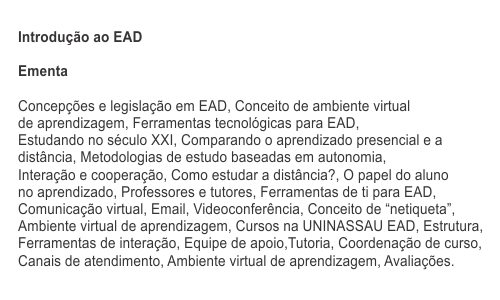 Introdução ao EAD
Ementa
Concepções e legislação em EAD, Conceito de ambiente virtual
de aprendizagem, Ferramentas tecnológicas para EAD,
Estudando no século XXI, Comparando o aprendizado presencial e a
distância, Metodologias de estudo baseadas em autonomia,
Interação e cooperação, Como estudar a distância?, O papel do aluno
no aprendizado, Professores e tutores, Ferramentas de ti para EAD,
Comunicação virtual, Email, Videoconferência, Conceito de “netiqueta”,
Ambiente virtual de aprendizagem, Cursos na UNINASSAU EAD, Estrutura,
Ferramentas de interação, Equipe de apoio,Tutoria, Coordenação de curso,
Canais de atendimento, Ambiente virtual de aprendizagem, Avaliações.